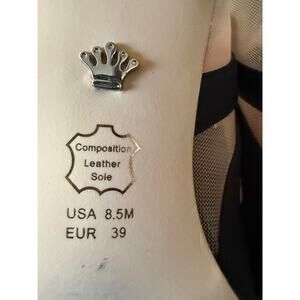 Composition
Leather
Sole
USA 8.5M
EUR 39